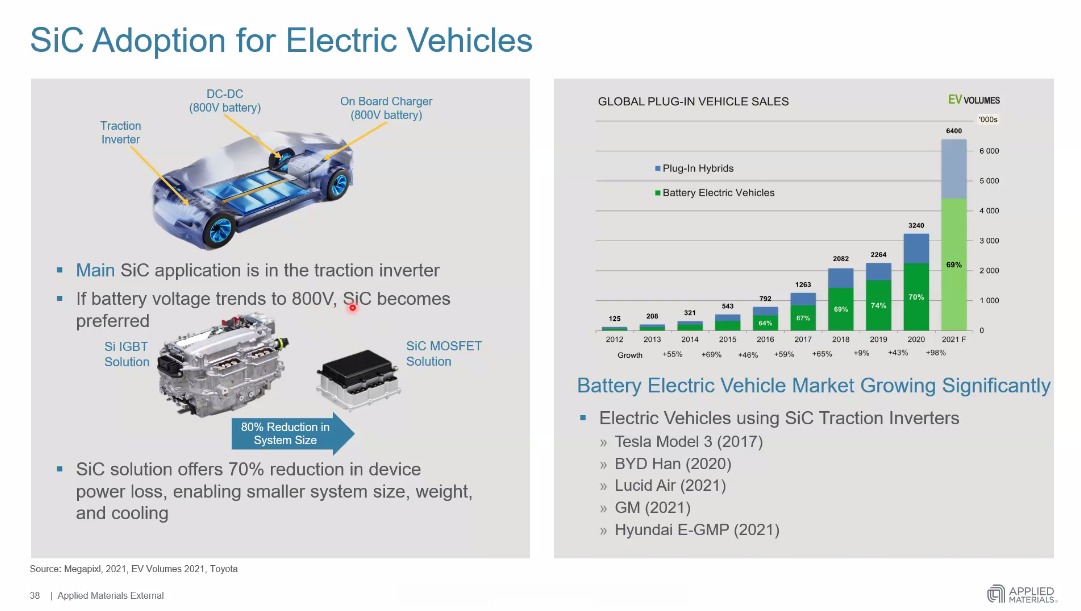 SiC Adoption for Electric Vehicles
DC-DC
(800V battery)
On Board Charger
(800V battery)
Traction
Inverter
Main SiC application is in the traction inverter
If battery voltage trends to 800V, SiC becomes
preferred
Si IGBT
Solution
SiC MOSFET
Solution
80% Reduction in
System Size
SiC solution offers 70% reduction in device
power loss, enabling smaller system size, weight,
and cooling
GLOBAL PLUG-IN VEHICLE SALES
EV VOLUMES
'000s
Plug-In Hybrids
Battery Electric Vehicles
6 000
5 000
4 000
3 000
2 000
1 000
0
125
208
321
543
792
1263
2082
2264
3240
6400
64%
67%
69%
74%
70%
69%
2012 2013 2014 2015 2016 2017 2018 2019 2020 2021 F
Growth +55% +69% +46% +59% +65% +9% +43% +98%
Battery Electric Vehicle Market Growing Significantly
Electric Vehicles using SiC Traction Inverters
» Tesla Model 3 (2017)
» BYD Han (2020)
» Lucid Air (2021)
» GM (2021)
» Hyundai E-GMP (2021)
Source: Megapixl, 2021, EV Volumes 2021, Toyota
38 | Applied Materials External
APPLIED
MATERIALS